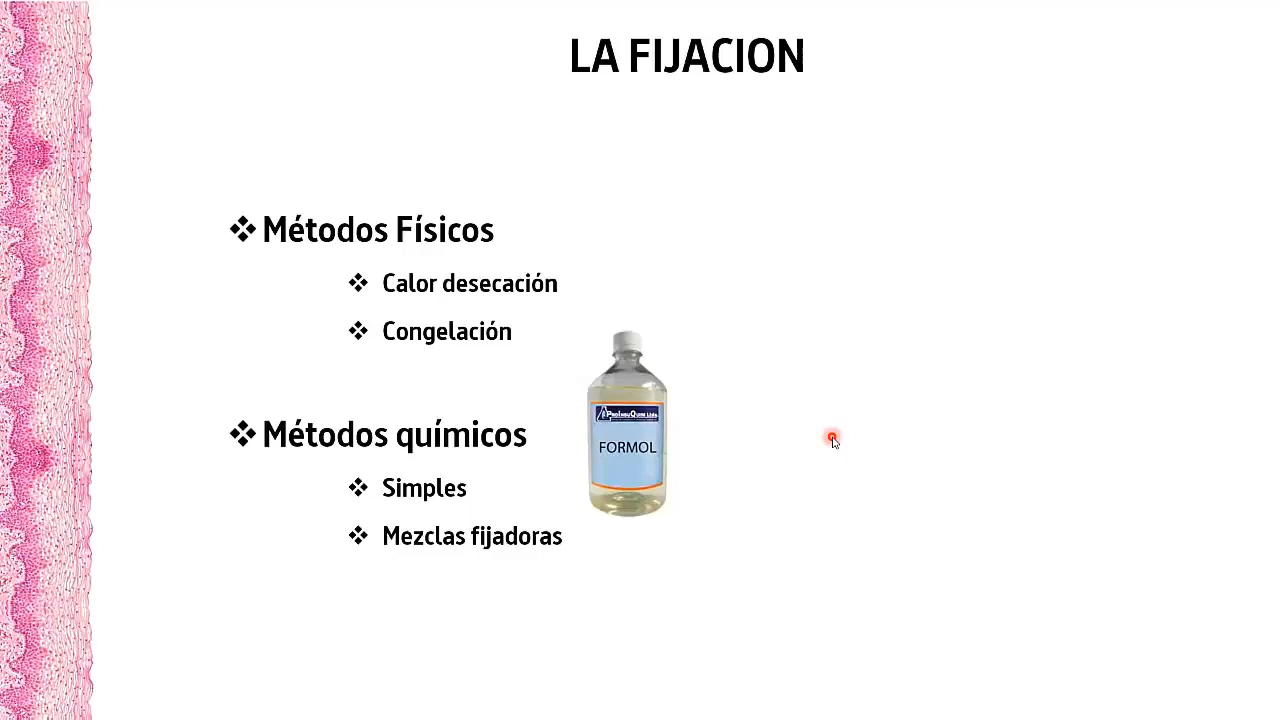 LA FIJACION
❖ Métodos Físicos
❖ Calor desecación
❖ Congelación
❖ Métodos químicos
❖ Simples
❖ Mezclas fijadoras
FORMOL